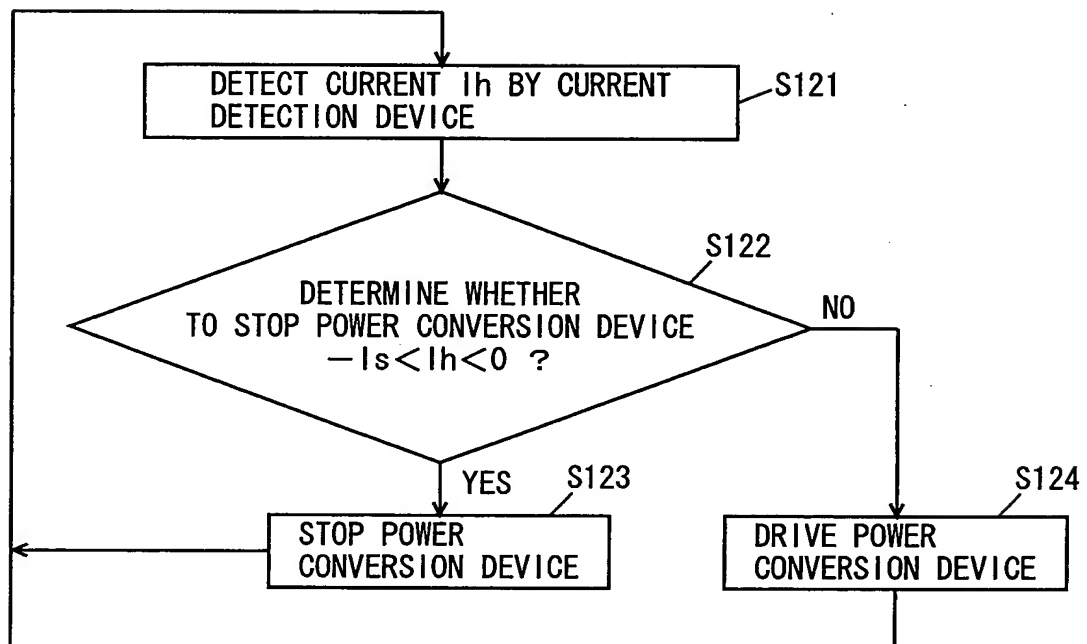 DETECT CURRENT Ih BY CURRENT
DETECTION DEVICE
S121
S122
DETERMINE WHETHER
TO STOP POWER CONVERSION DEVICE
−Is<Ih<0 ?
NO
YES
S123
S124
STOP POWER
CONVERSION DEVICE
DRIVE POWER
CONVERSION DEVICE